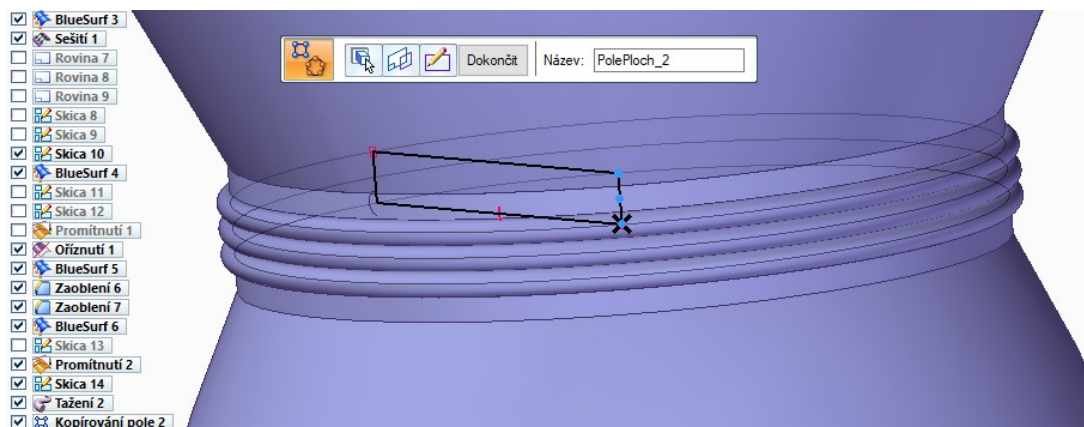 BlueSurf 3
Sešití 1
Rovina 7
Rovina 8
Rovina 9
Skica 8
Skica 9
Skica 10
BlueSurf 4
Skica 11
Skica 12
Promítnutí 1
Oříznutí 1
BlueSurf 5
Zaoblení 6
Zaoblení 7
BlueSurf 6
Skica 13
Promítnutí 2
Skica 14
Tažení 2
Kopírování pole 2
Dokončit Název: PolePloch_2